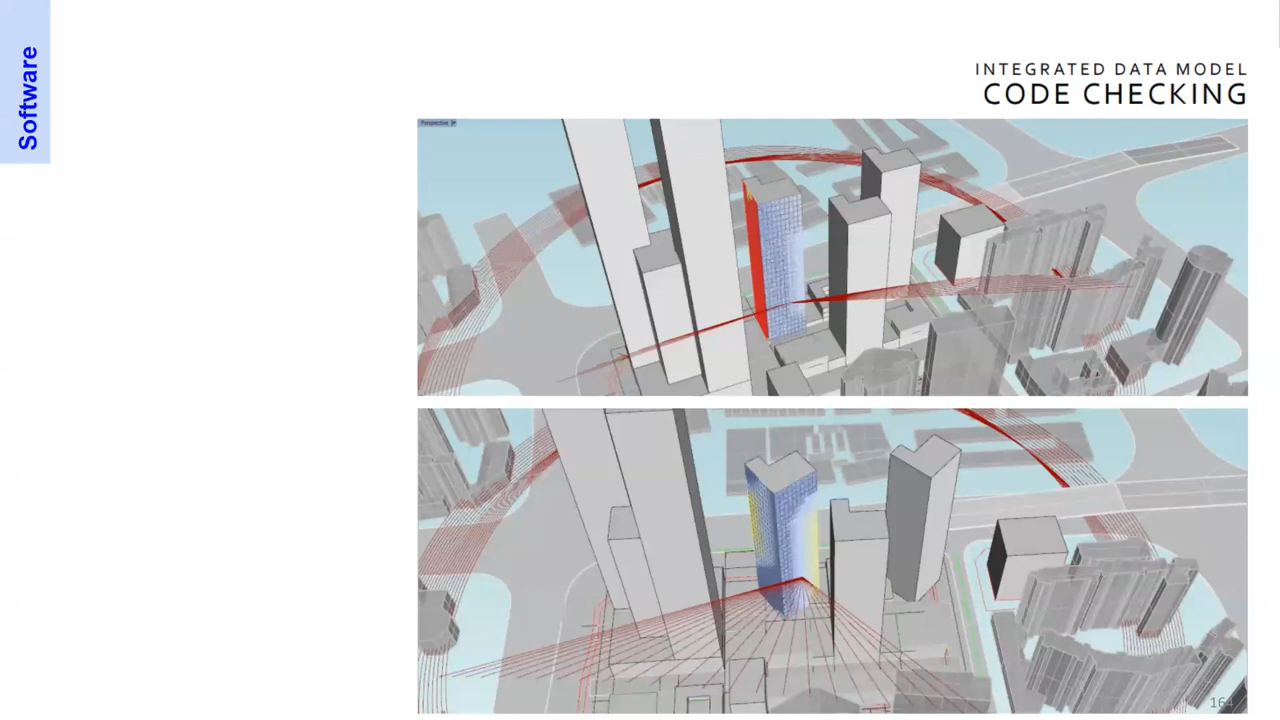 Software
INTEGRATED DATA MODEL
CODE CHECKING
Perspective